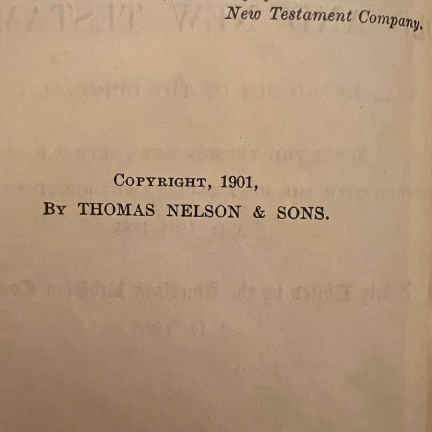 New Testament Company.
COPYRIGHT, 1901,
BY THOMAS NELSON & SONS.